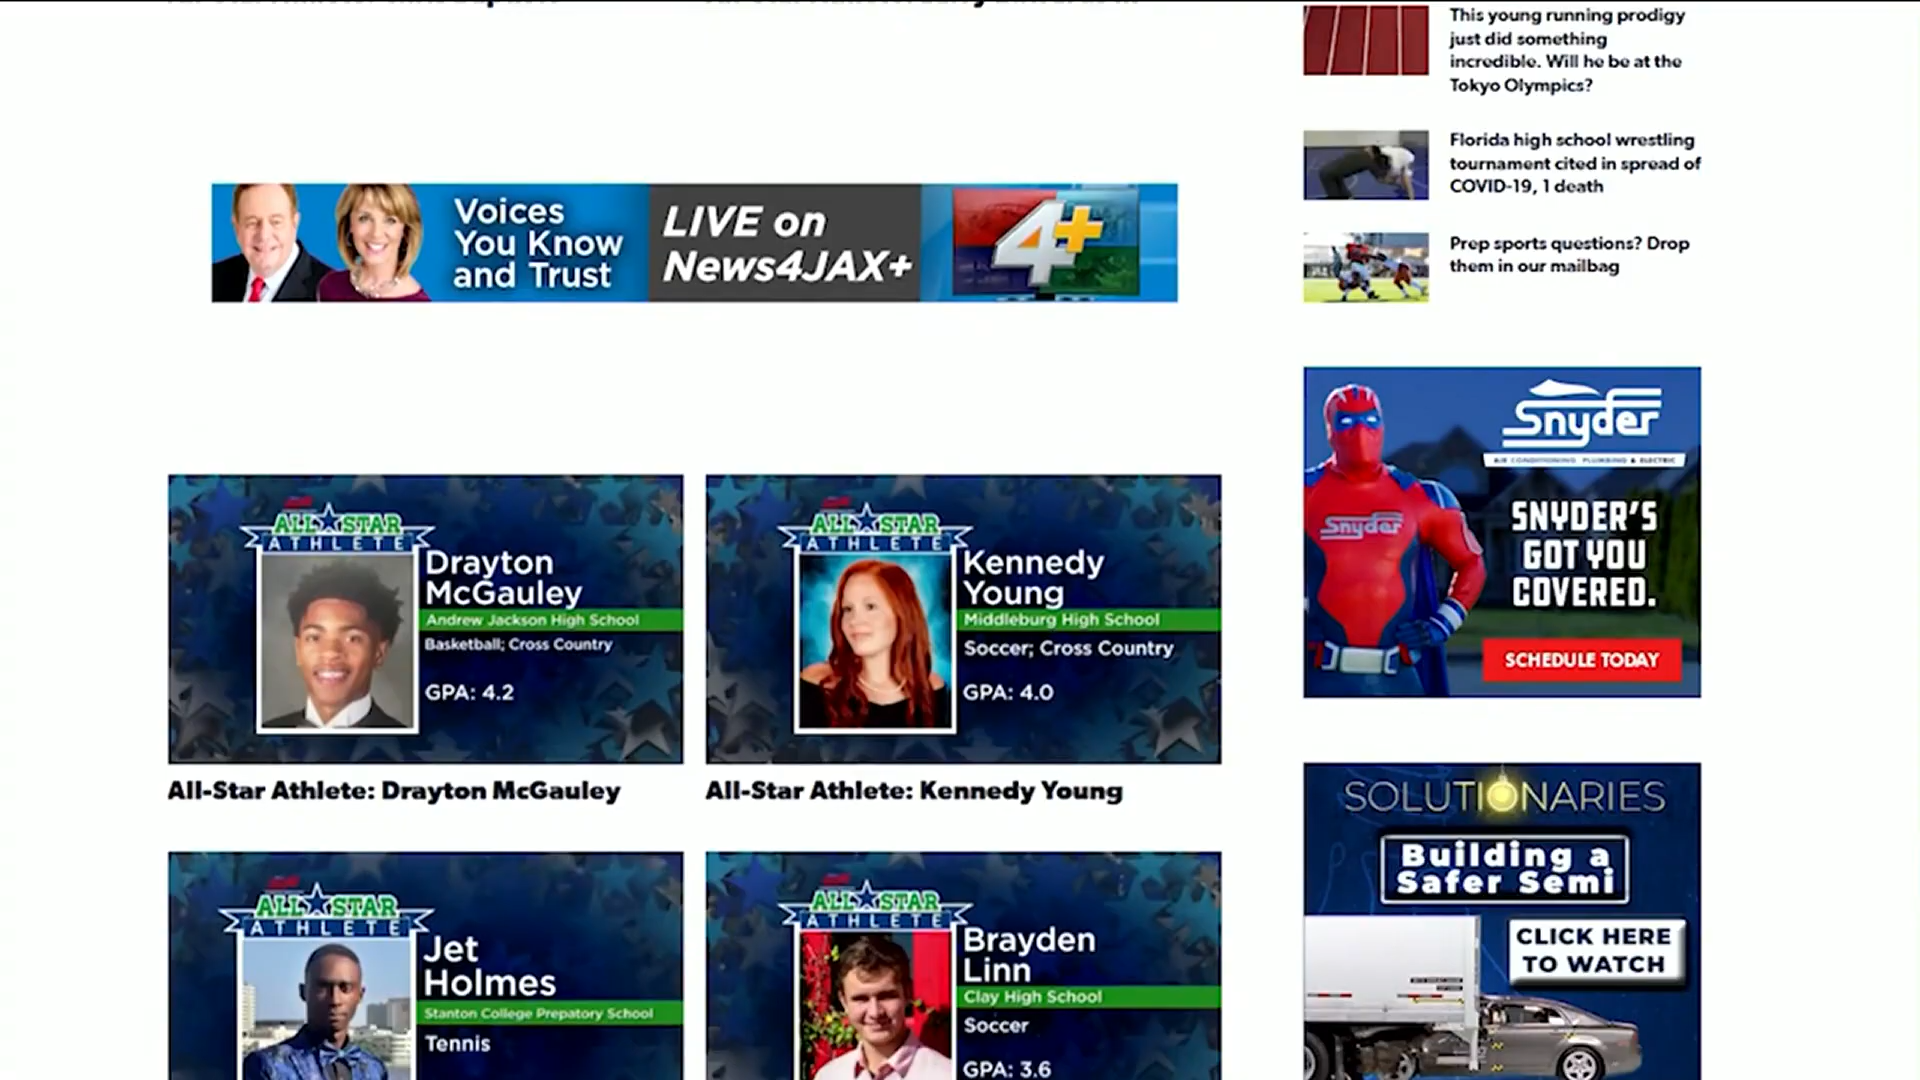 This young running prodigy
just did something
incredible. Will he be at the
Tokyo Olympics?
Florida high school wrestling
tournament cited in spread of
COVID-19, 1 death
Prep sports questions? Drop
them in our mailbag
Voices
You Know
and Trust
LIVE on
News4JAX+
4+
Snyder
AIR CONDITIONING PLUMBING & ELECTRIC
Snyder
SNYDER'S
GOT YOU
COVERED.
SCHEDULE TODAY
ALL STAR
ATHLETE
Drayton
McGauley
Andrew Jackson High School
Basketball; Cross Country
GPA: 4.2
All-Star Athlete: Drayton McGauley
ALL STAR
ATHLETE
Kennedy
Young
Middleburg High School
Soccer; Cross Country
GPA: 4.0
All-Star Athlete: Kennedy Young
ALL STAR
ATHLETE
Jet
Holmes
Stanton College Prepatory School
Tennis
ALL STAR
ATHLETE
Brayden
Linn
Clay High School
Soccer
GPA: 3.6
SOLUTIONARIES
Building a
Safer Semi
CLICK HERE
TO WATCH